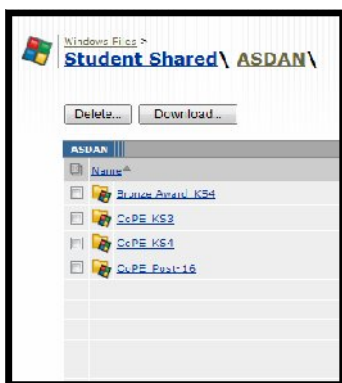 Windows Files >
Student Shared\ ASDAN\
Delete... Download...
ASDAN
Name
Bronze Award KS4
CoPE KS3
CoPE KS4
CoPE Post-16